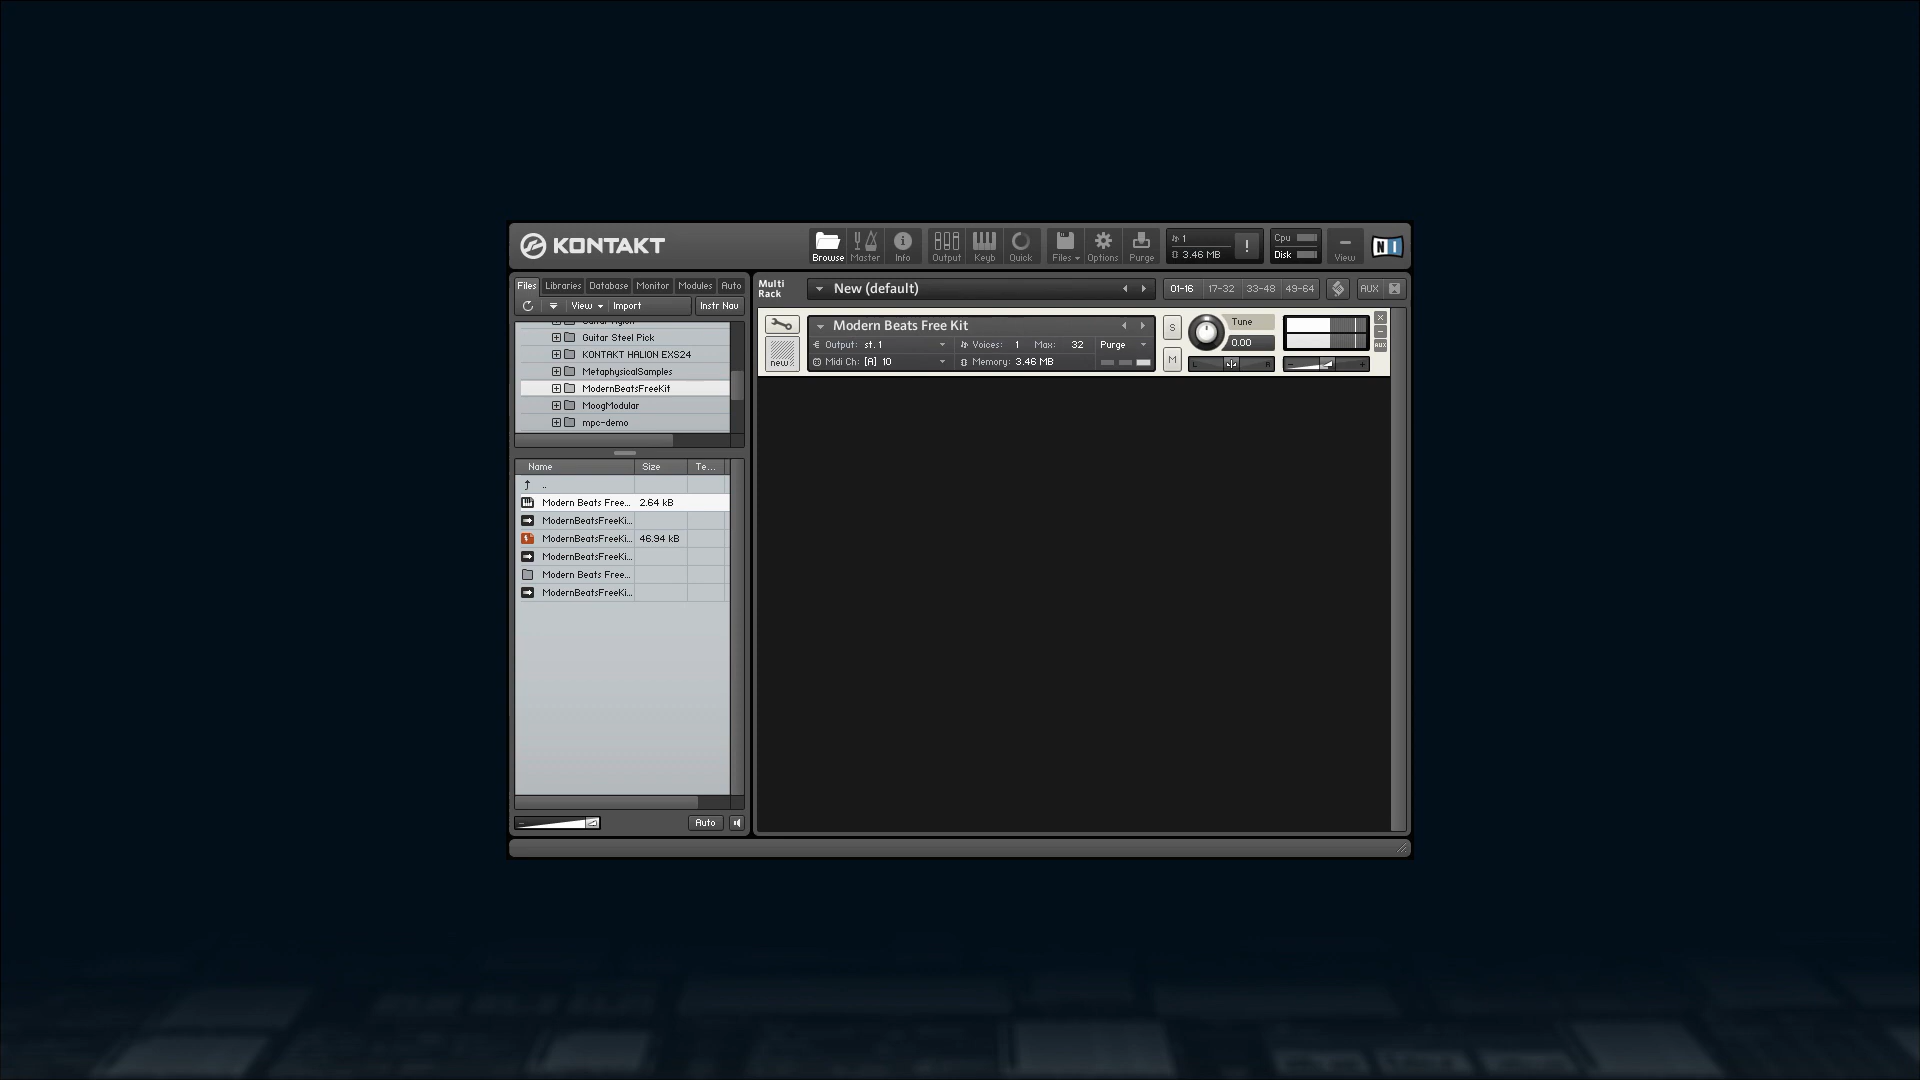 KONTAKT
Browse Master Info Output Keyb Quick Files Options Purge
1
3.46 MB
!
Cpu
Disk
View
NI
Files Libraries Database Monitor Modules Auto
View Import Instr Nav
Guitar Steel Pick
KONTAKT HALION EXS24
MetaphysicalSamples
ModernBeatsFreeKit
MoogModular
mpc-demo
Name Size Te...
..
Modern Beats Free... 2.64 kB
ModernBeatsFreeKi...
ModernBeatsFreeKi... 46.94 kB
ModernBeatsFreeKi...
Modern Beats Free...
ModernBeatsFreeKi...
Auto
Multi
Rack
New (default)
01-16 17-32 33-48 49-64
AUX
Modern Beats Free Kit
new
Output: st. 1 Voices: 1 Max: 32 Purge
Midi Ch: [A] 10 Memory: 3.46 MB
S
M
Tune
0.00
L R
AUX